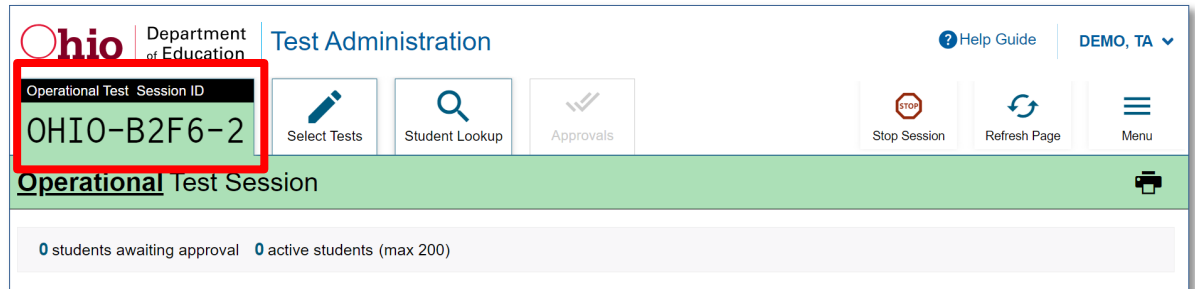 Ohio Department of Education Test Administration
Help Guide
DEMO, TA
Operational Test Session ID
OHIO-B2F6-2
Select Tests
Student Lookup
Approvals
STOP
Stop Session
Refresh Page
Menu
Operational Test Session
0 students awaiting approval 0 active students (max 200)